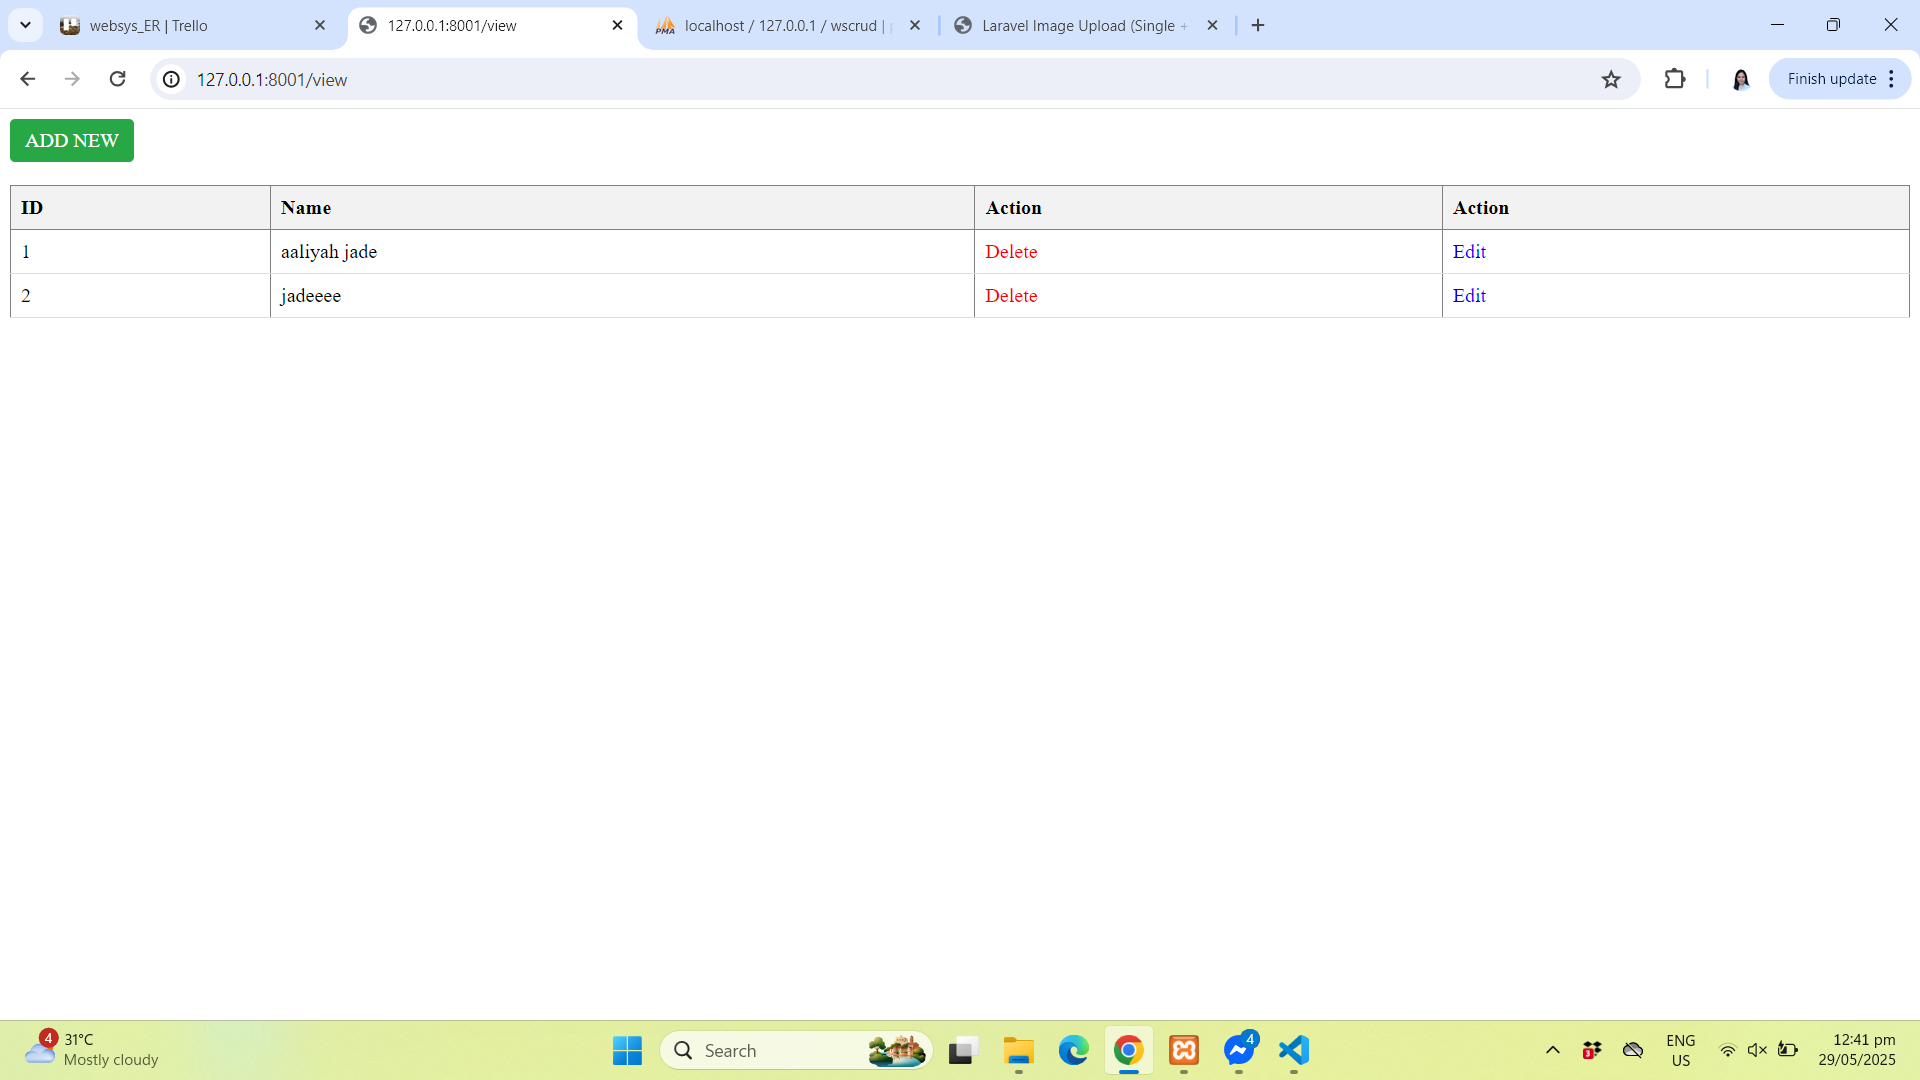 websys_ER | Trello
127.0.0.1:8001/view
PMA
localhost / 127.0.0.1 / wscrud |
Laravel Image Upload (Single +
127.0.0.1:8001/view
Finish update
ADD NEW
ID Name Action Action
1 aaliyah jade Delete Edit
2 jadeeee Delete Edit
4
31°C
Mostly cloudy
Search
4
3
ENG
US
12:41 pm
29/05/2025